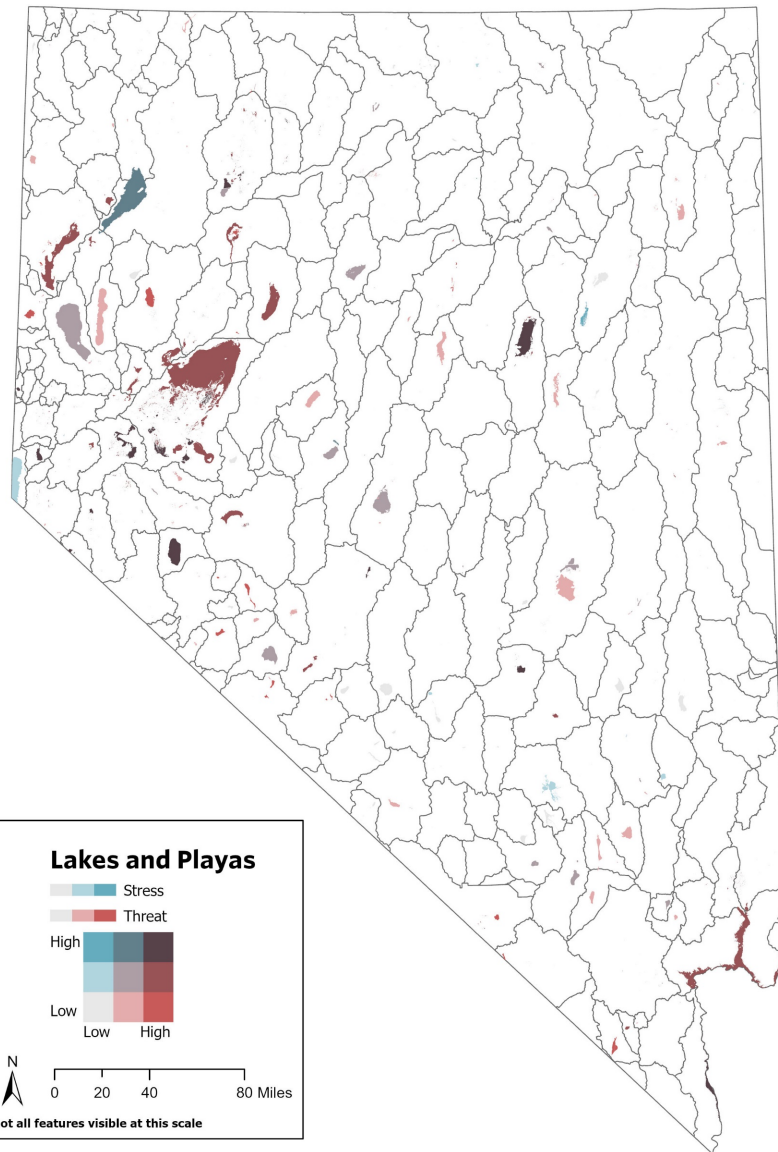 Lakes and Playas
Stress
Threat
High
Low
Low High
N
0 20 40 80 Miles
ot all features visible at this scale